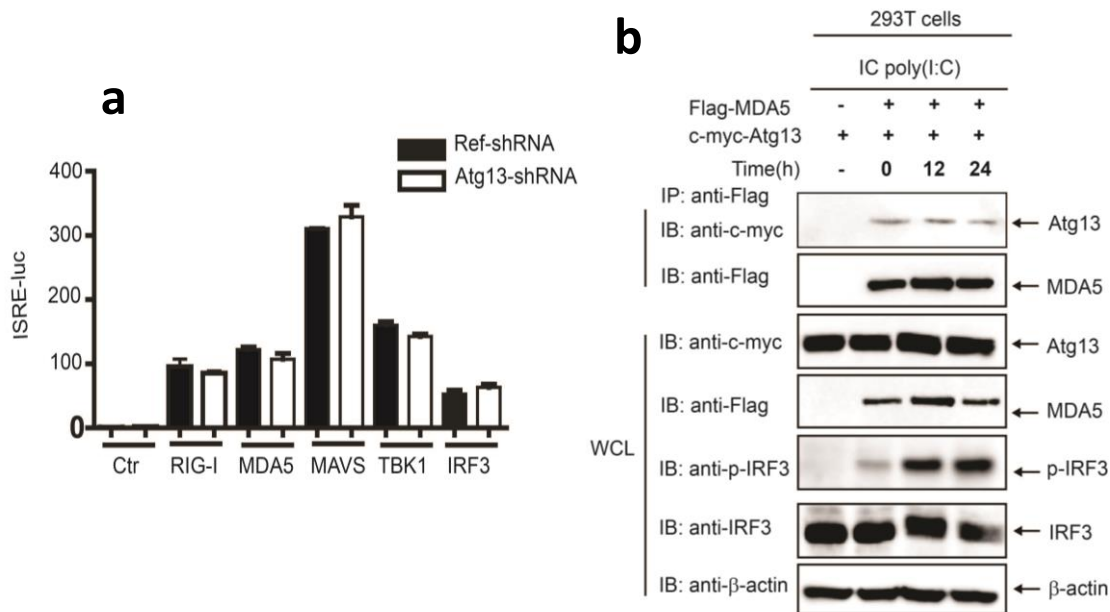 a
Ref-shRNA
Atg13-shRNA
ISRE-luc
400
300
200
100
0
Ctr RIG-I MDA5 MAVS TBK1 IRF3
b
293T cells
IC poly(I:C)
Flag-MDA5 - + + +
c-myc-Atg13 + + + +
Time(h) - 0 12 24
IP: anti-Flag
IB: anti-c-myc Atg13
IB: anti-Flag MDA5
WCL
IB: anti-c-myc Atg13
IB: anti-Flag MDA5
IB: anti-p-IRF3 p-IRF3
IB: anti-IRF3 IRF3
IB: anti-β-actin β-actin